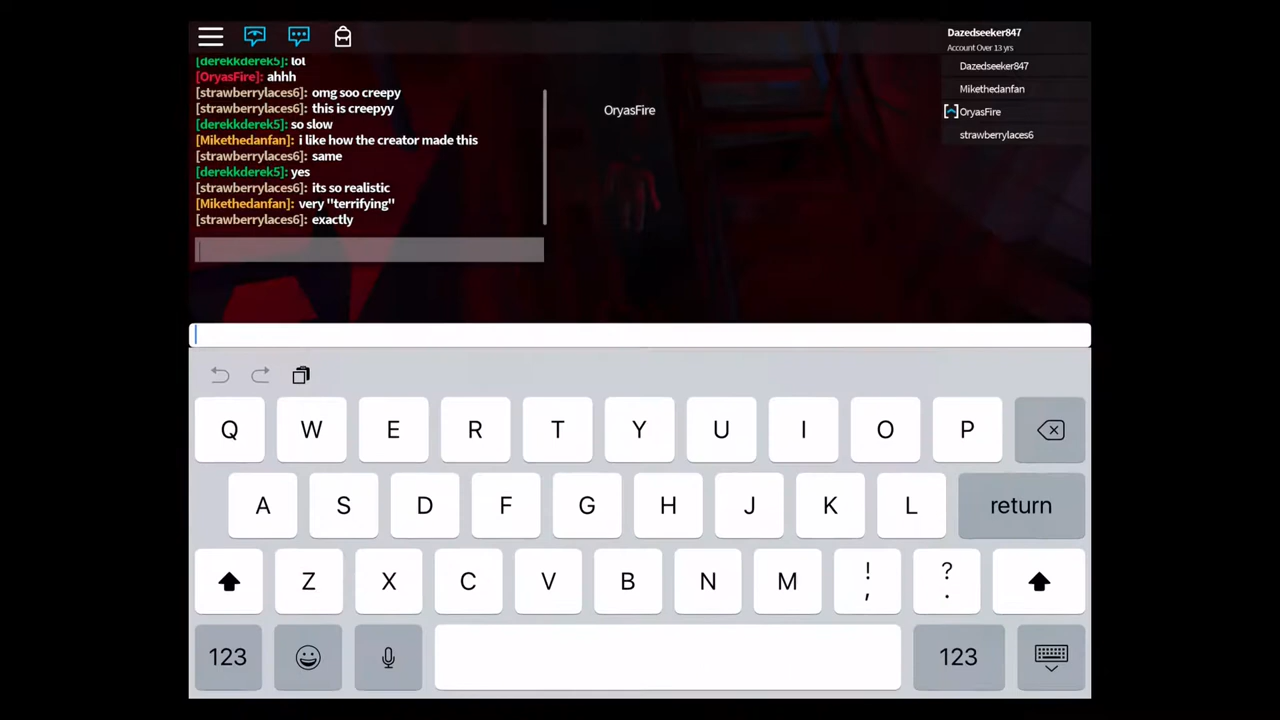 Dazedseeker847
Account Over 13 yrs
Dazedseeker847
Mikethedanfan
OryasFire
strawberrylaces6
[derekkderek5]: lol
[OryasFire]: ahhh
[strawberrylaces6]: omg soo creepy
[strawberrylaces6]: this is creepyy
[derekkderek5]: so slow
[Mikethedanfan]: i like how the creator made this
[strawberrylaces6]: same
[derekkderek5]: yes
[strawberrylaces6]: its so realistic
[Mikethedanfan]: very "terrifying"
[strawberrylaces6]: exactly
OryasFire
Q W E R T Y U I O P
A S D F G H J K L return
Z X C V B N M ! , ? .
123 123